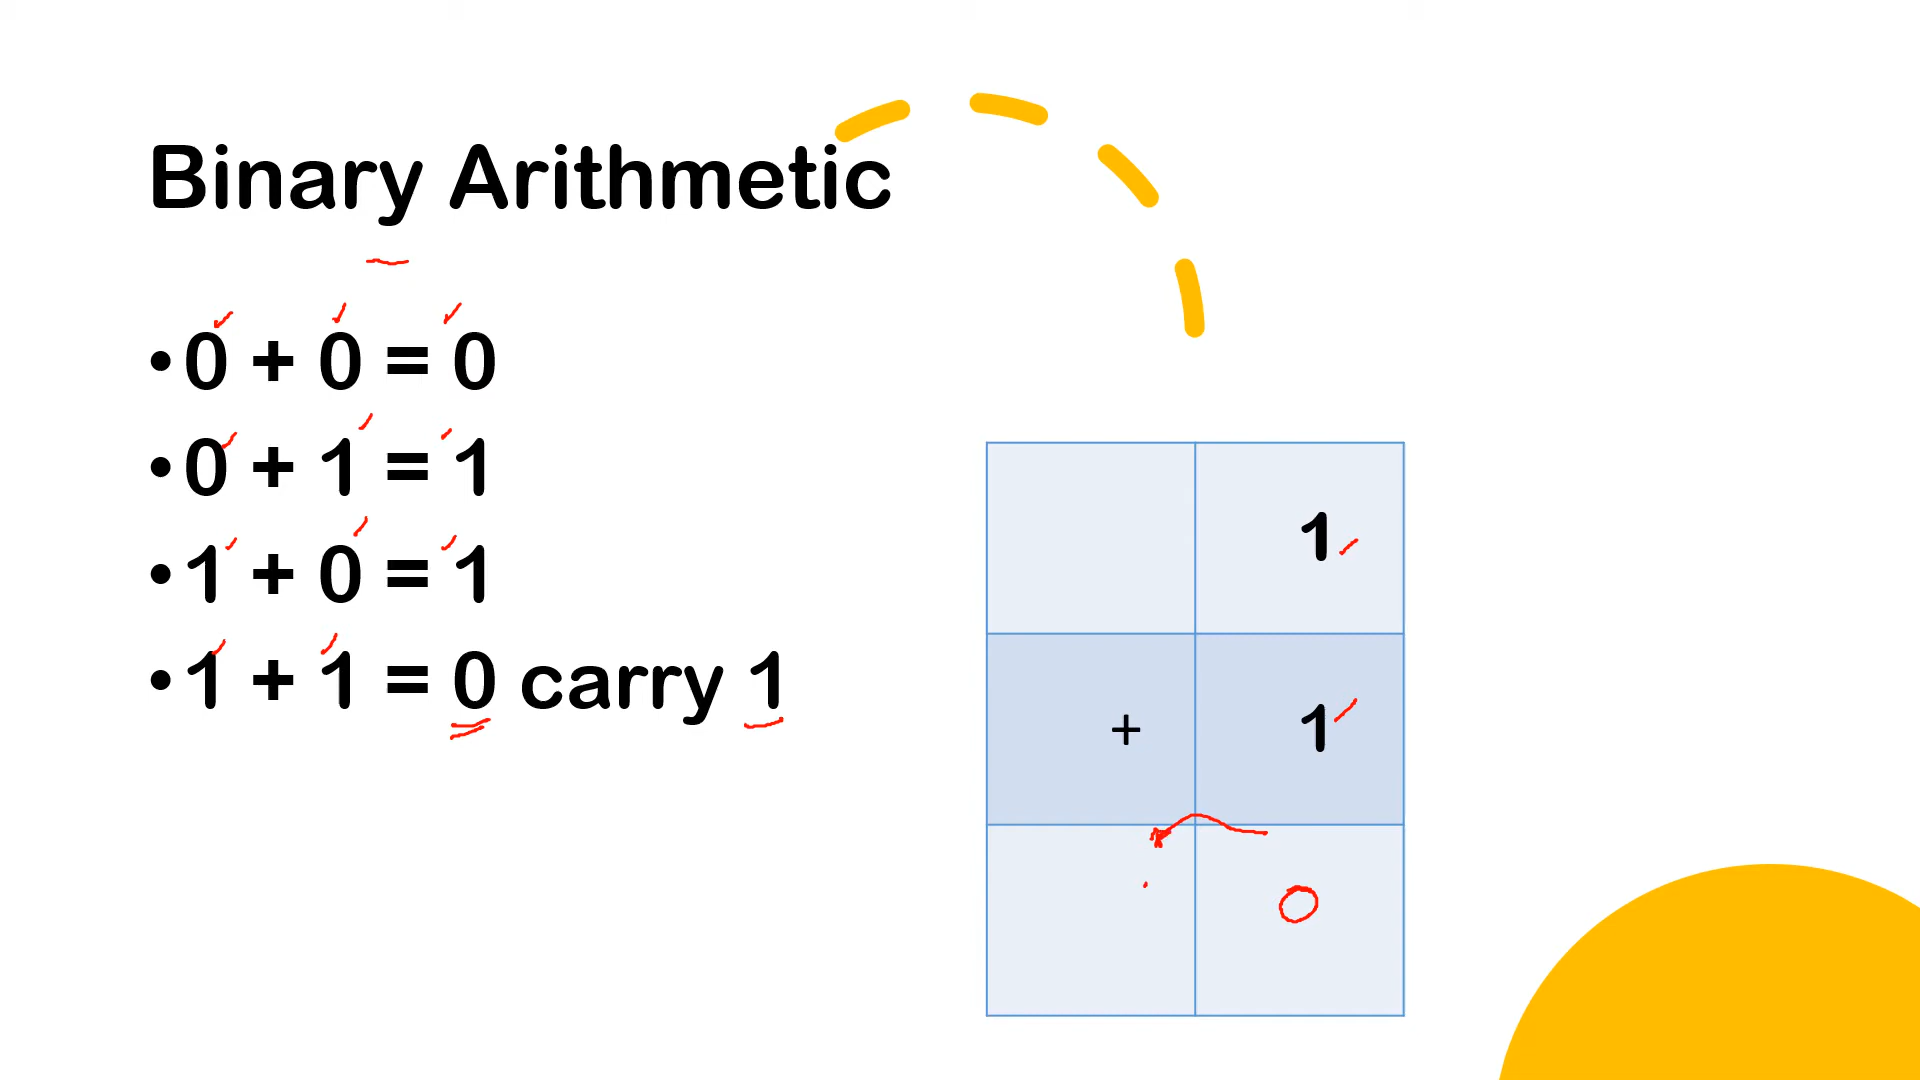 Binary Arithmetic
•0 + 0 = 0
•0 + 1 = 1
•1 + 0 = 1
•1 + 1 = 0 carry 1
1
+ 1
0